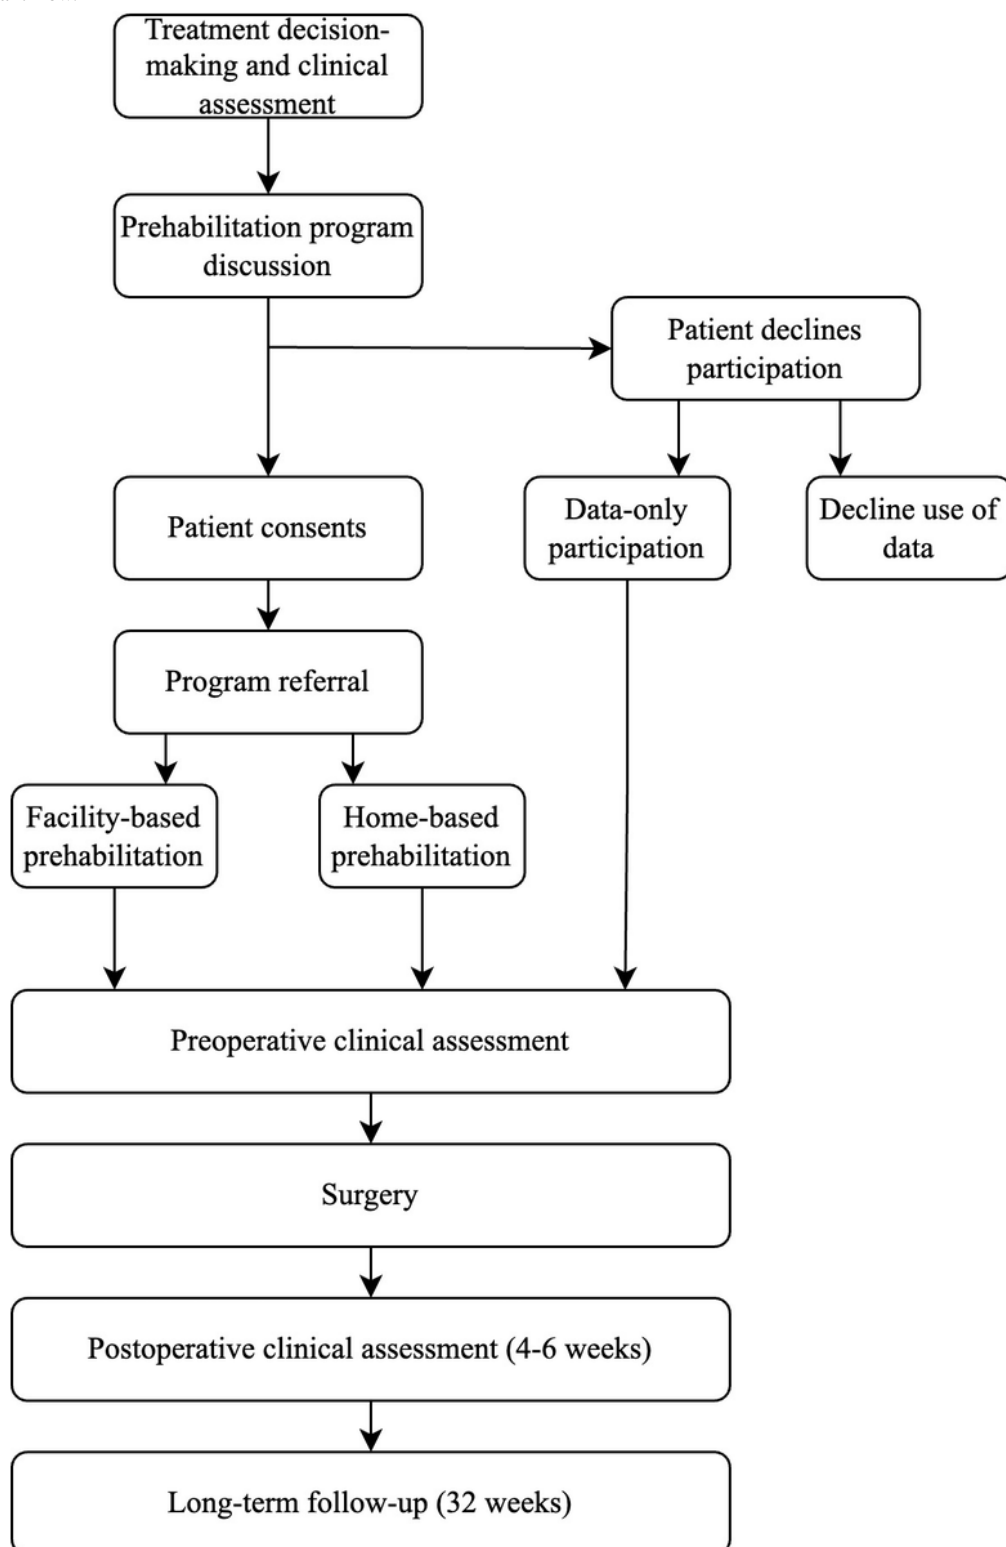 Treatment decision-
making and clinical
assessment
Prehabilitation program
discussion
Patient declines
participation
Patient consents
Data-only
participation
Decline use of
data
Program referral
Facility-based
prehabilitation
Home-based
prehabilitation
Preoperative clinical assessment
Surgery
Postoperative clinical assessment (4-6 weeks)
Long-term follow-up (32 weeks)